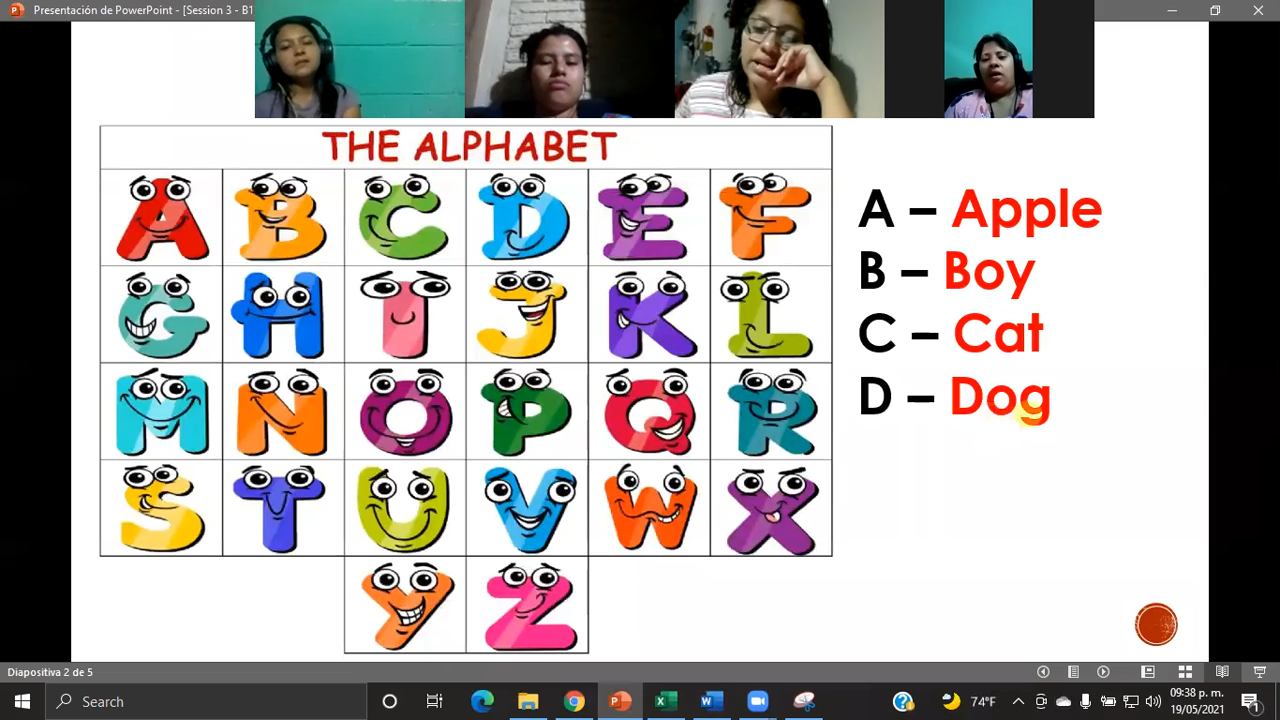 Presentación de PowerPoint - [Session 3 - B1
THE ALPHABET
A B C D E F
G H I J K L
M N O P Q R
S T U V W X
Y Z
A – Apple
B – Boy
C – Cat
D – Dog
Diapositiva 2 de 5
Search
74°F
09:38 p. m.
19/05/2021
1